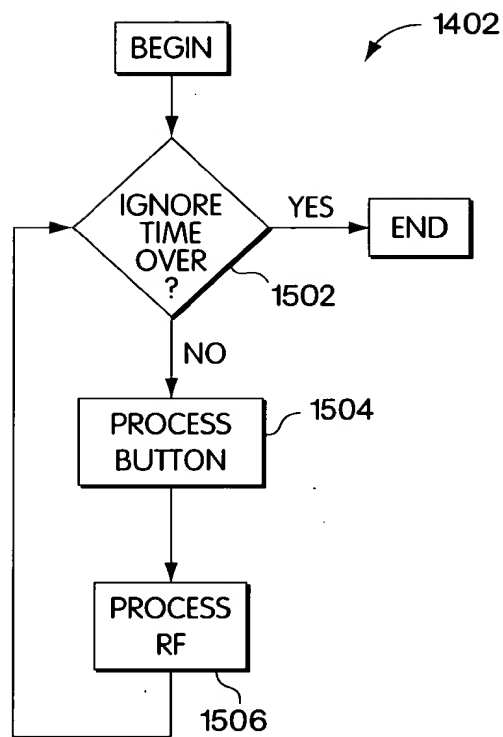 BEGIN
1402
IGNORE
TIME
OVER
?
YES
END
1502
NO
PROCESS
BUTTON
1504
PROCESS
RF
1506